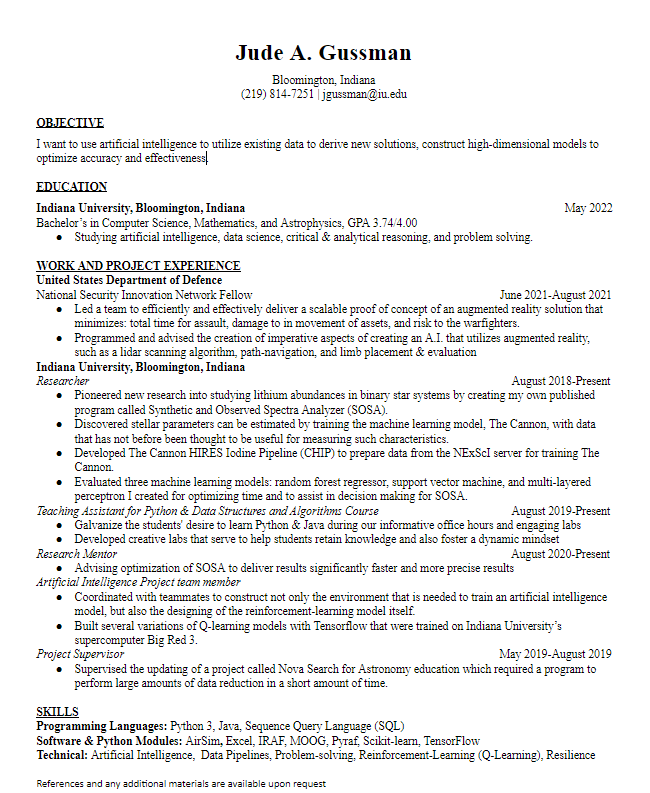 Jude A. Gussman
Bloomington, Indiana
(219) 814-7251 | jgussman@iu.edu
OBJECTIVE
I want to use artificial intelligence to utilize existing data to derive new solutions, construct high-dimensional models to
optimize accuracy and effectiveness
EDUCATION
Indiana University, Bloomington, Indiana May 2022
Bachelor's in Computer Science, Mathematics, and Astrophysics, GPA 3.74/4.00
● Studying artificial intelligence, data science, critical & analytical reasoning, and problem solving.
WORK AND PROJECT EXPERIENCE
United States Department of Defence
National Security Innovation Network Fellow June 2021-August 2021
● Led a team to efficiently and effectively deliver a scalable proof of concept of an augmented reality solution that
minimizes: total time for assault, damage to in movement of assets, and risk to the warfighters.
● Programmed and advised the creation of imperative aspects of creating an A.I. that utilizes augmented reality,
such as a lidar scanning algorithm, path-navigation, and limb placement & evaluation
Indiana University, Bloomington, Indiana
Researcher August 2018-Present
● Pioneered new research into studying lithium abundances in binary star systems by creating my own published
program called Synthetic and Observed Spectra Analyzer (SOSA).
● Discovered stellar parameters can be estimated by training the machine learning model, The Cannon, with data
that has not before been thought to be useful for measuring such characteristics.
● Developed The Cannon HIRES Iodine Pipeline (CHIP) to prepare data from the NExScI server for training The
Cannon.
● Evaluated three machine learning models: random forest regressor, support vector machine, and multi-layered
perceptron I created for optimizing time and to assist in decision making for SOSA.
Teaching Assistant for Python & Data Structures and Algorithms Course August 2019-Present
● Galvanize the students' desire to learn Python & Java during our informative office hours and engaging labs
● Developed creative labs that serve to help students retain knowledge and also foster a dynamic mindset
Research Mentor August 2020-Present
● Advising optimization of SOSA to deliver results significantly faster and more precise results
Artificial Intelligence Project team member
● Coordinated with teammates to construct not only the environment that is needed to train an artificial intelligence
model, but also the designing of the reinforcement-learning model itself.
● Built several variations of Q-learning models with Tensorflow that were trained on Indiana University's
supercomputer Big Red 3.
Project Supervisor May 2019-August 2019
● Supervised the updating of a project called Nova Search for Astronomy education which required a program to
perform large amounts of data reduction in a short amount of time.
SKILLS
Programming Languages: Python 3, Java, Sequence Query Language (SQL)
Software & Python Modules: AirSim, Excel, IRAF, MOOG, Pyraf, Scikit-learn, TensorFlow
Technical: Artificial Intelligence, Data Pipelines, Problem-solving, Reinforcement-Learning (Q-Learning), Resilience
References and any additional materials are available upon request